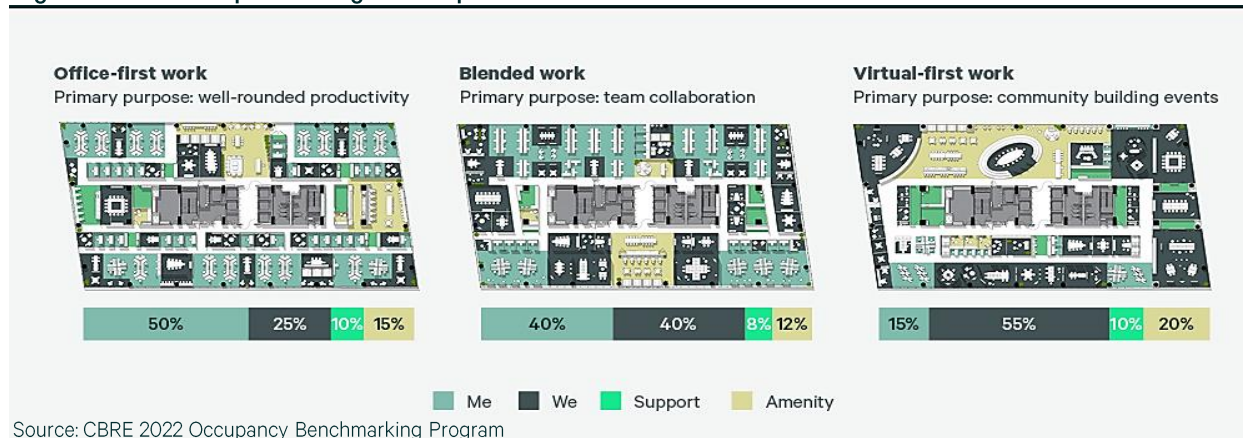 Office-first work
Primary purpose: well-rounded productivity
50% 25% 10% 15%
Blended work
Primary purpose: team collaboration
40% 40% 8% 12%
Virtual-first work
Primary purpose: community building events
15% 55% 10% 20%
Me We Support Amenity
Source: CBRE 2022 Occupancy Benchmarking Program